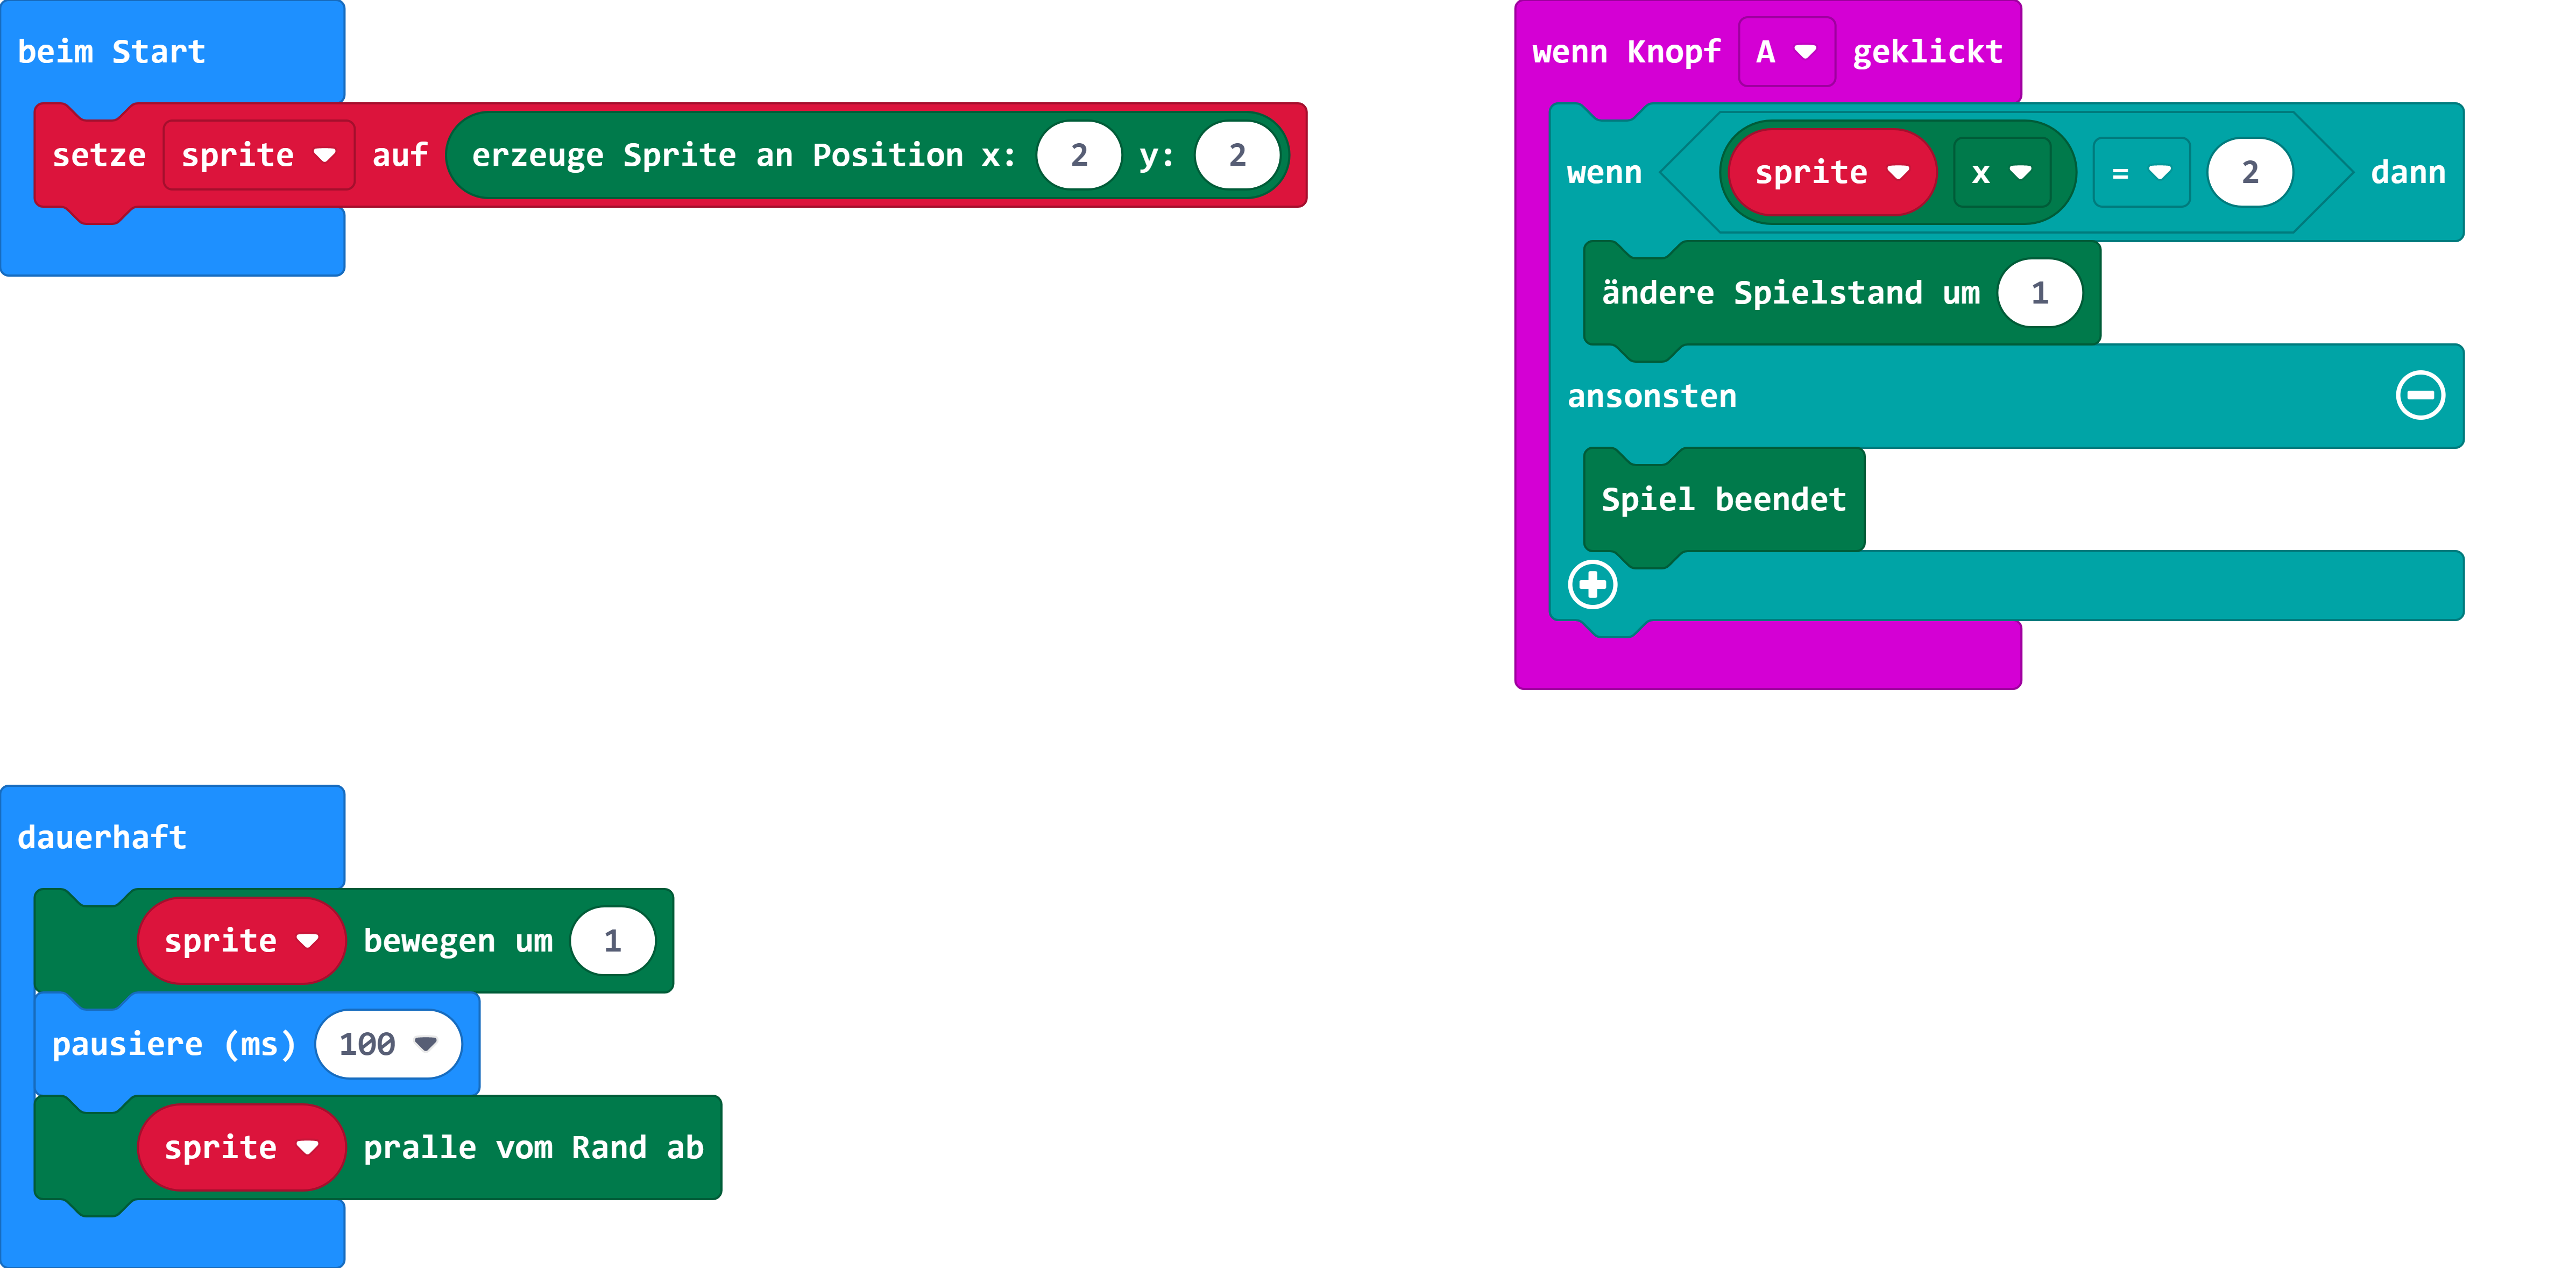 beim Start
setze sprite auf erzeuge Sprite an Position x: 2 y: 2
wenn Knopf A geklickt
wenn sprite x = 2 dann
ändere Spielstand um 1
ansonsten
Spiel beendet
dauerhaft
sprite bewegen um 1
pausiere (ms) 100
sprite pralle vom Rand ab